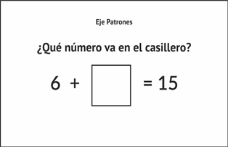 Eje Patrones
¿Qué número va en el casillero?
6 + = 15